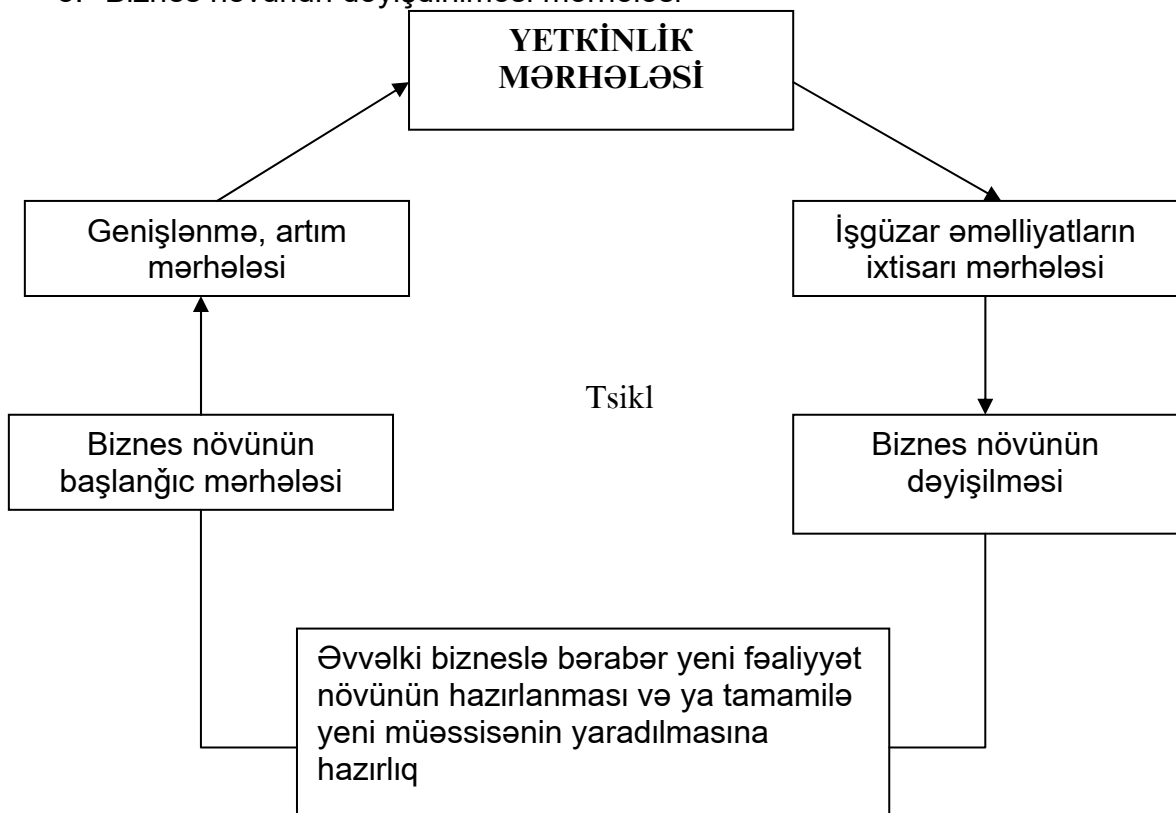 YETKİNLİK
MƏRHƏLƏSİ
Genişlənmə, artım
mərhələsi
İşgüzar əməlliyatların
ixtisarı mərhələsi
Tsikl
Biznes növünün
başlanğıc mərhələsi
Biznes növünün
dəyişilməsi
Əvvəlki bizneslə bərabər yeni fəaliyyət
növünün hazırlanması və ya tamamilə
yeni müəssisənin yaradılmasına
hazırlıq